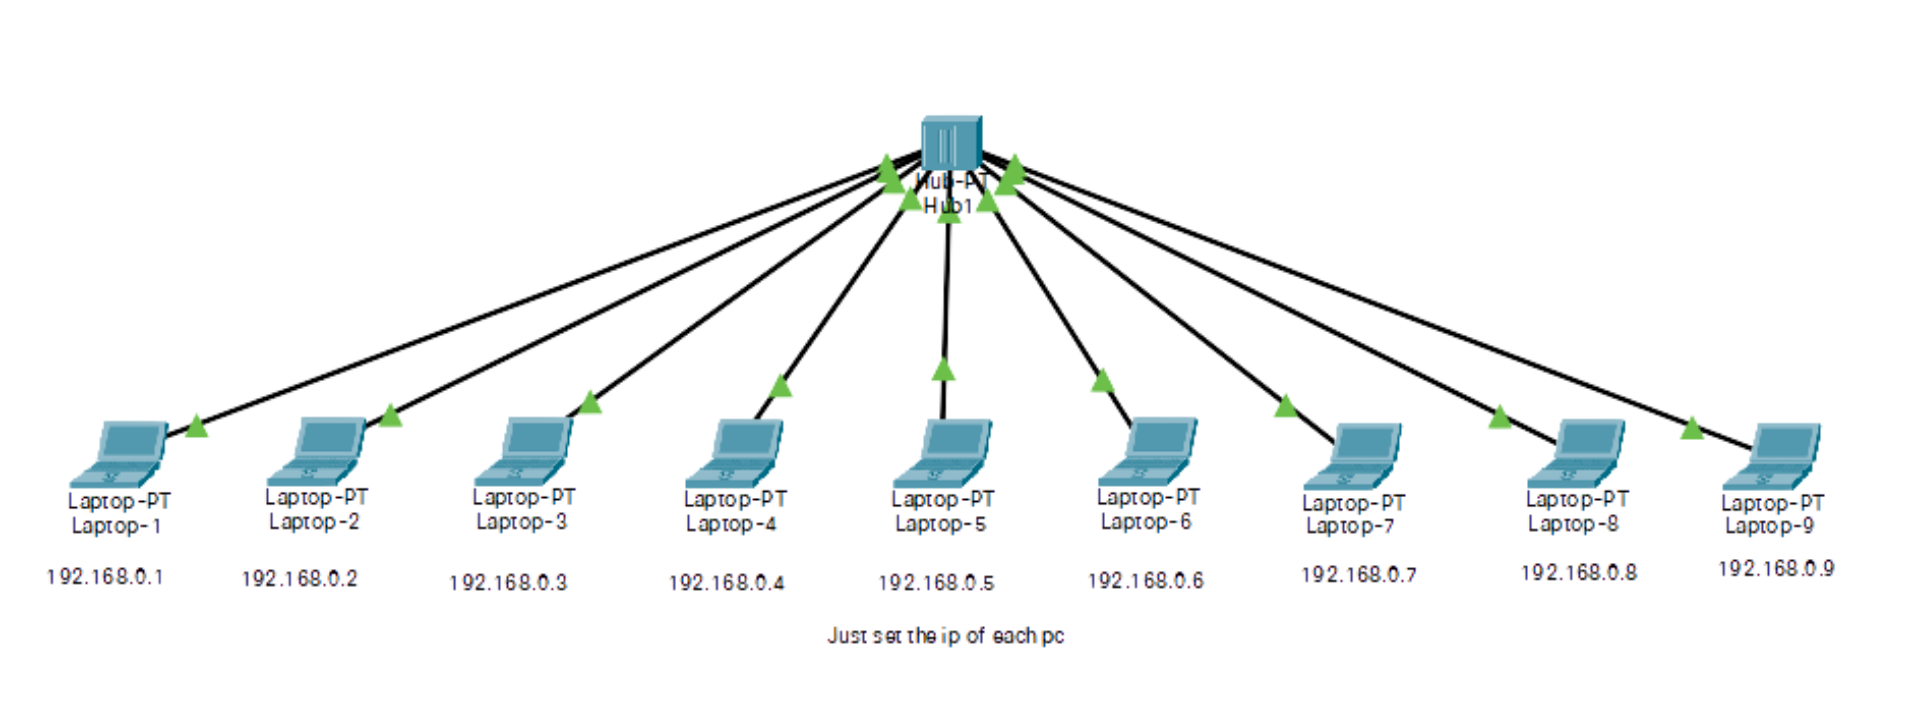 Hub-PT
Hub1
Laptop-PT
Laptop-1
Laptop-PT
Laptop-2
Laptop-PT
Laptop-3
Laptop-PT
Laptop-4
Laptop-PT
Laptop-5
Laptop-PT
Laptop-6
Laptop-PT
Laptop-7
Laptop-PT
Laptop-8
Laptop-PT
Laptop-9
192.168.0.1
192.168.0.2
192.168.0.3
192.168.0.4
192.168.0.5
192.168.0.6
192.168.0.7
192.168.0.8
192.168.0.9
Just set the ip of each pc